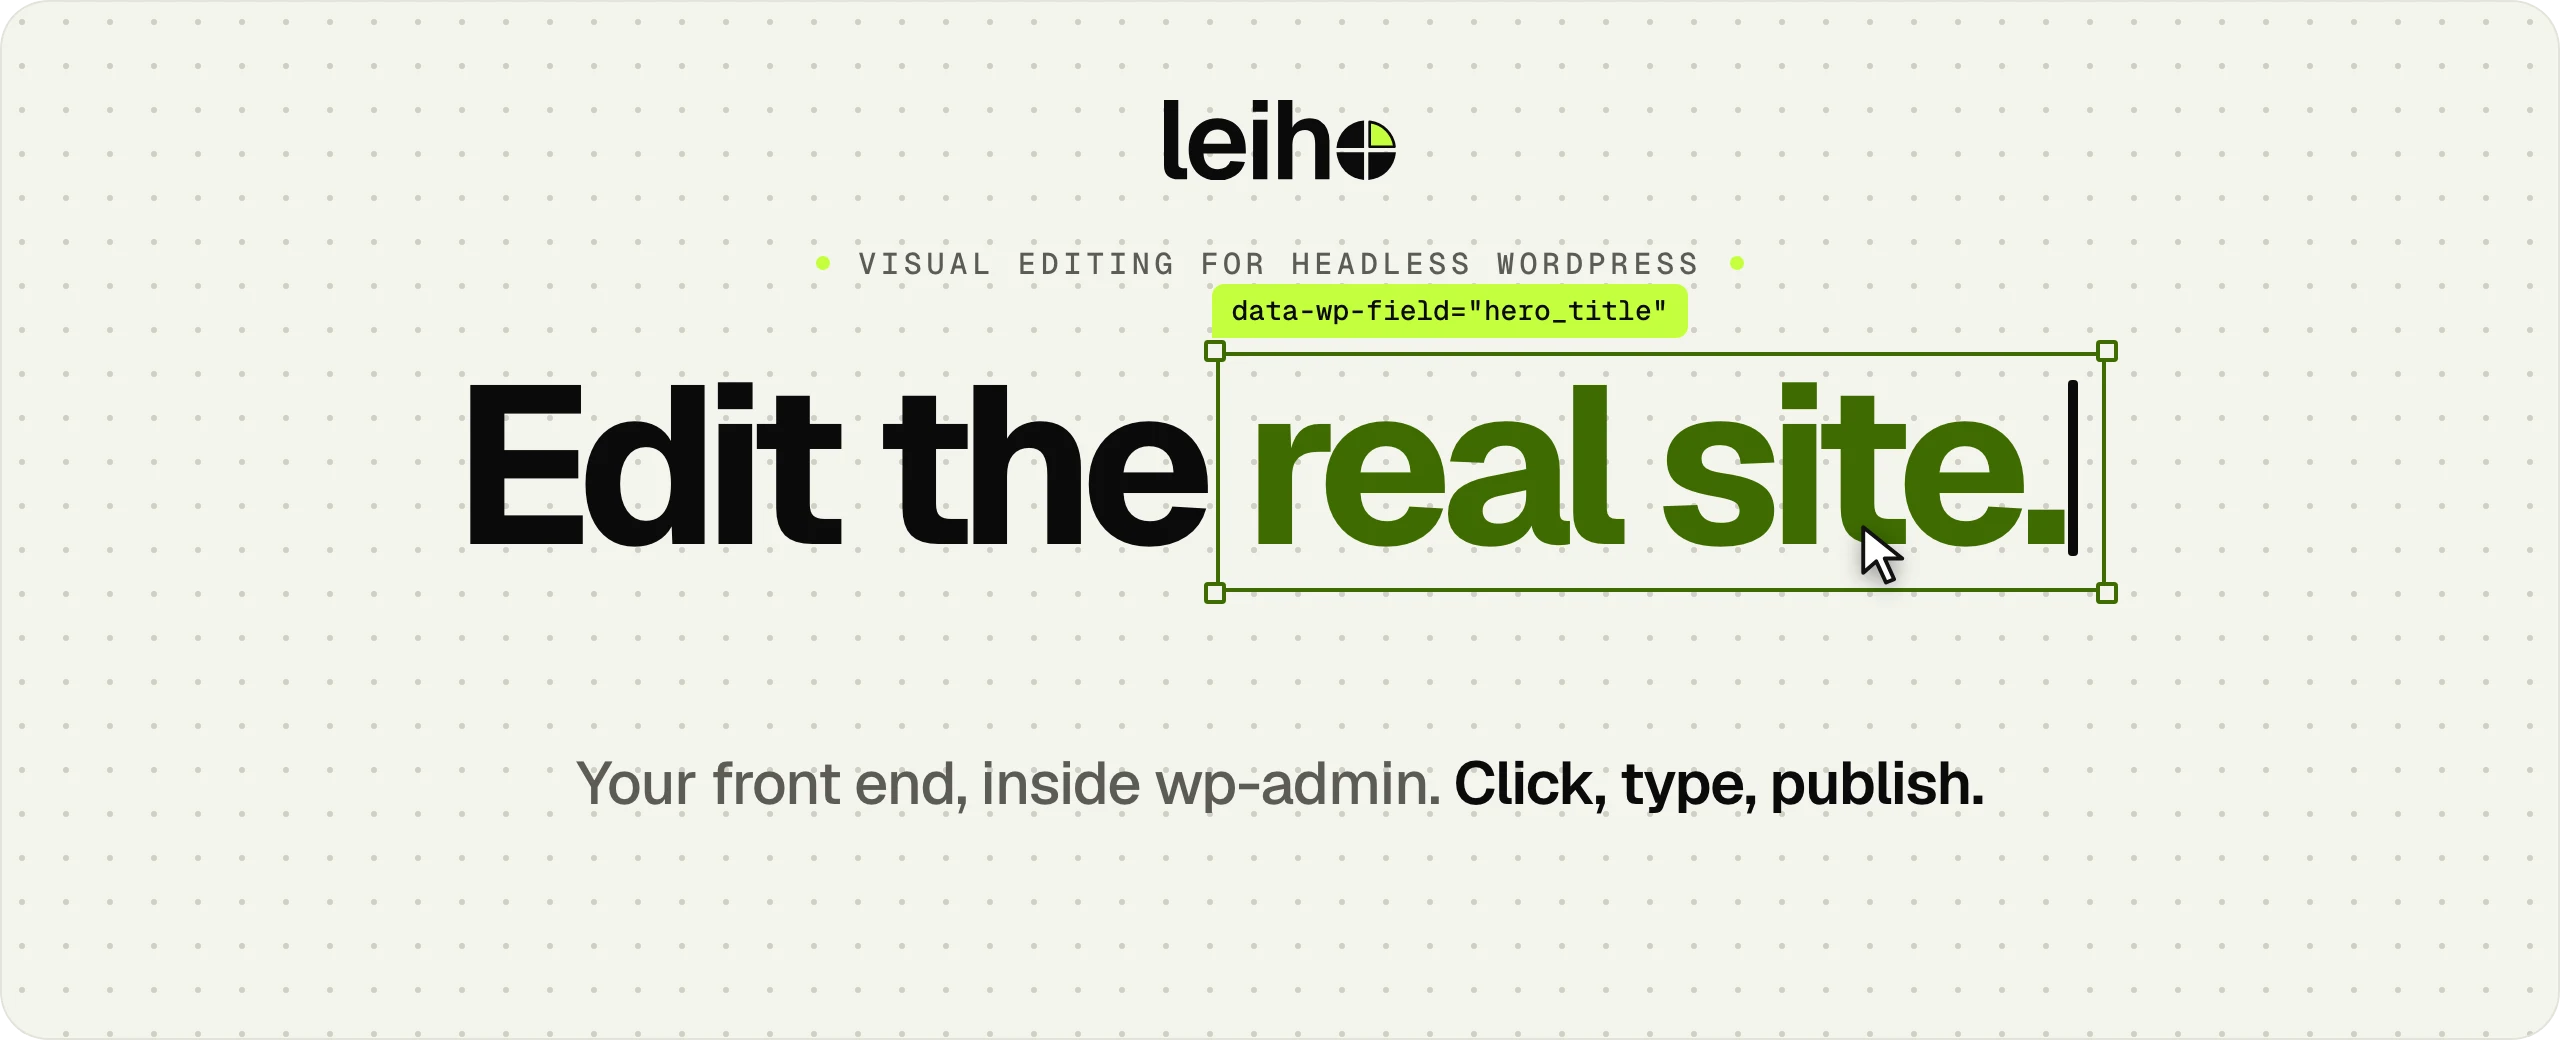 leiho
VISUAL EDITING FOR HEADLESS WORDPRESS
data-wp-field="hero_title"
Edit the real site.
Your front end, inside wp-admin. Click, type, publish.